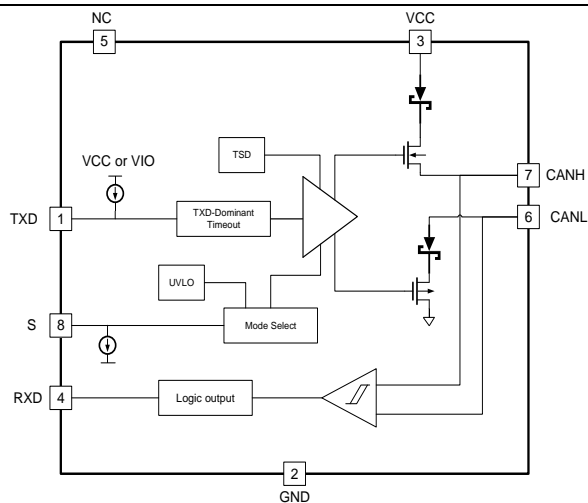 NC
VCC
5
3
TSD
VCC or VIO
7
CANH
TXD
1
TXD-Dominant
Timeout
6
CANL
UVLO
S
8
Mode Select
RXD
4
Logic output
2
GND